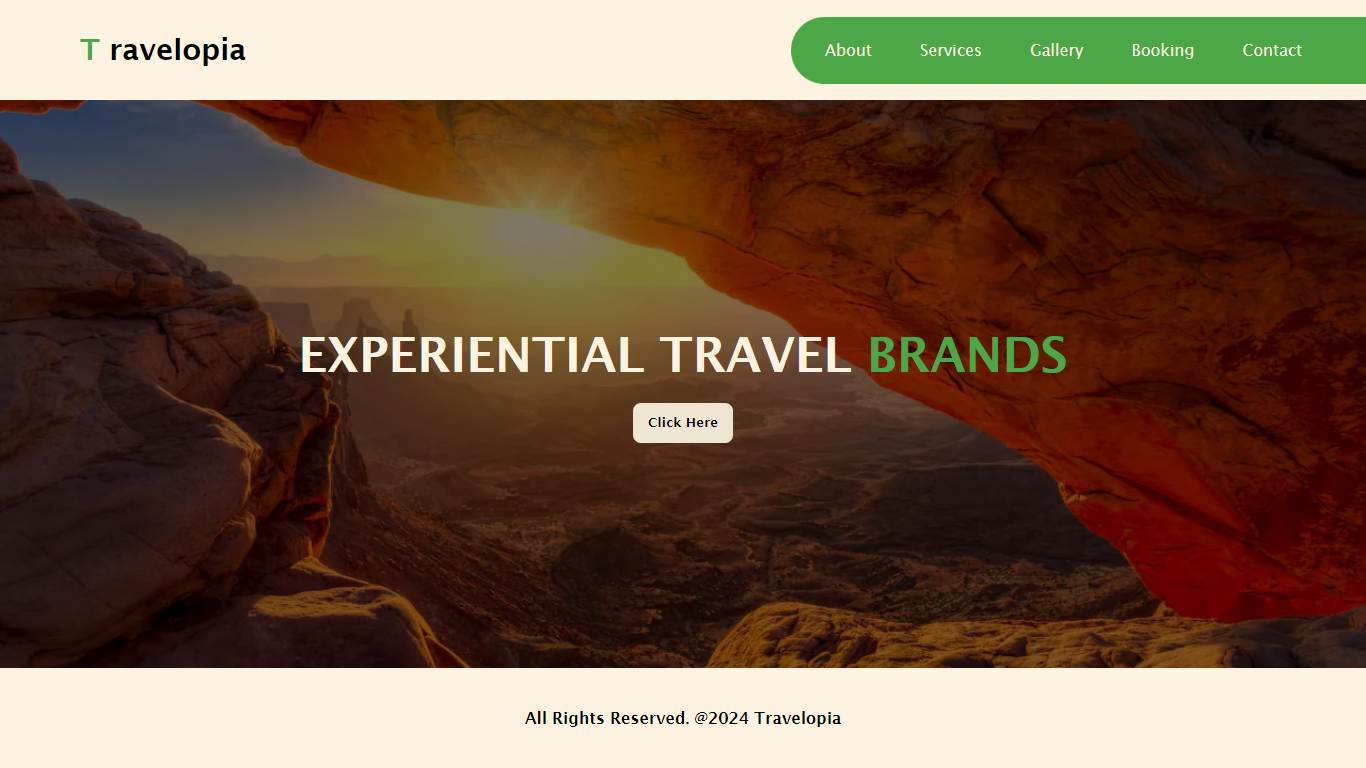 T ravelopia
About Services Gallery Booking Contact
EXPERIENTIAL TRAVEL BRANDS
Click Here
All Rights Reserved. @2024 Travelopia